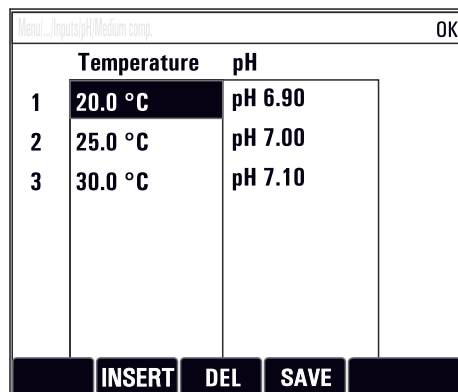 Menu/.../Inputs/pH/Medium comp. OK
Temperature pH
1 20.0 °C pH 6.90
2 25.0 °C pH 7.00
3 30.0 °C pH 7.10
INSERT DEL SAVE